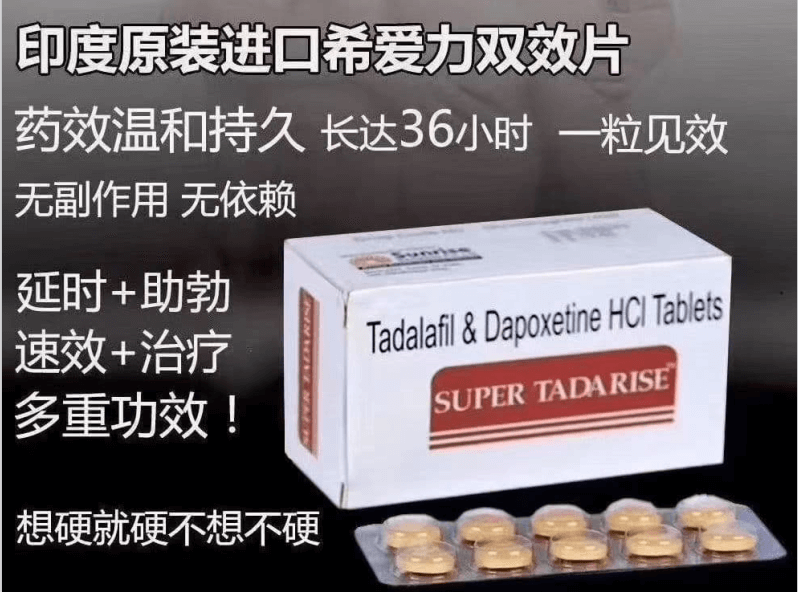 印度原装进口希爱力双效片
药效温和持久 长达36小时 一粒见效
无副作用 无依赖
延时+助勃
速效+治疗
多重功效！
想硬就硬不想不硬
Sunrise
Tadalafil & Dapoxetine HCl Tablets
SUPER TADARISE™
SUPER TADARISE